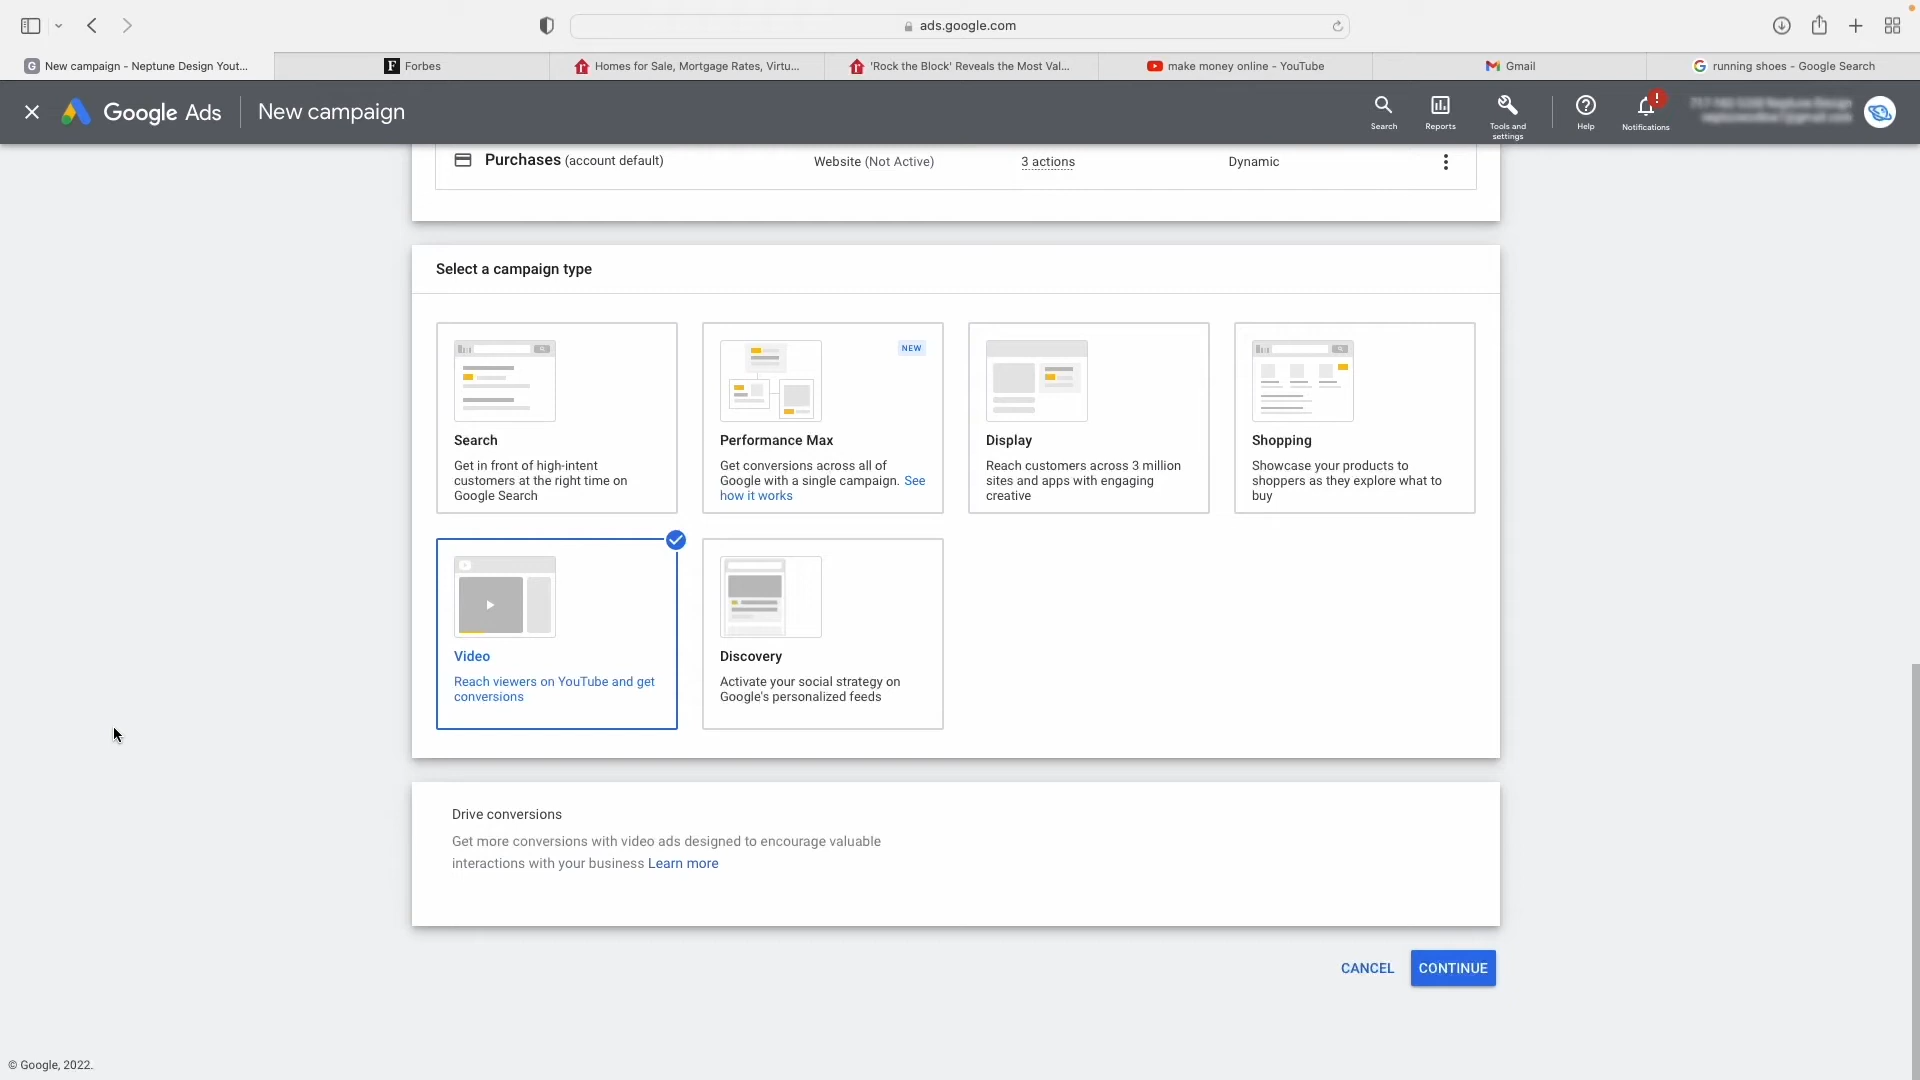 ads.google.com
New campaign - Neptune Design Yout...
Forbes
Homes for Sale, Mortgage Rates, Virtu...
'Rock the Block' Reveals the Most Val...
make money online - YouTube
Gmail
running shoes - Google Search
Google Ads
New campaign
Search
Reports
Tools and
settings
Help
Notifications
Purchases (account default)
Website (Not Active)
3 actions
Dynamic
Select a campaign type
Search
Get in front of high-intent
customers at the right time on
Google Search
NEW
Performance Max
Get conversions across all of
Google with a single campaign. See
how it works
Display
Reach customers across 3 million
sites and apps with engaging
creative
Shopping
Showcase your products to
shoppers as they explore what to
buy
Video
Reach viewers on YouTube and get
conversions
Discovery
Activate your social strategy on
Google's personalized feeds
Drive conversions
Get more conversions with video ads designed to encourage valuable
interactions with your business Learn more
CANCEL
CONTINUE
© Google, 2022.